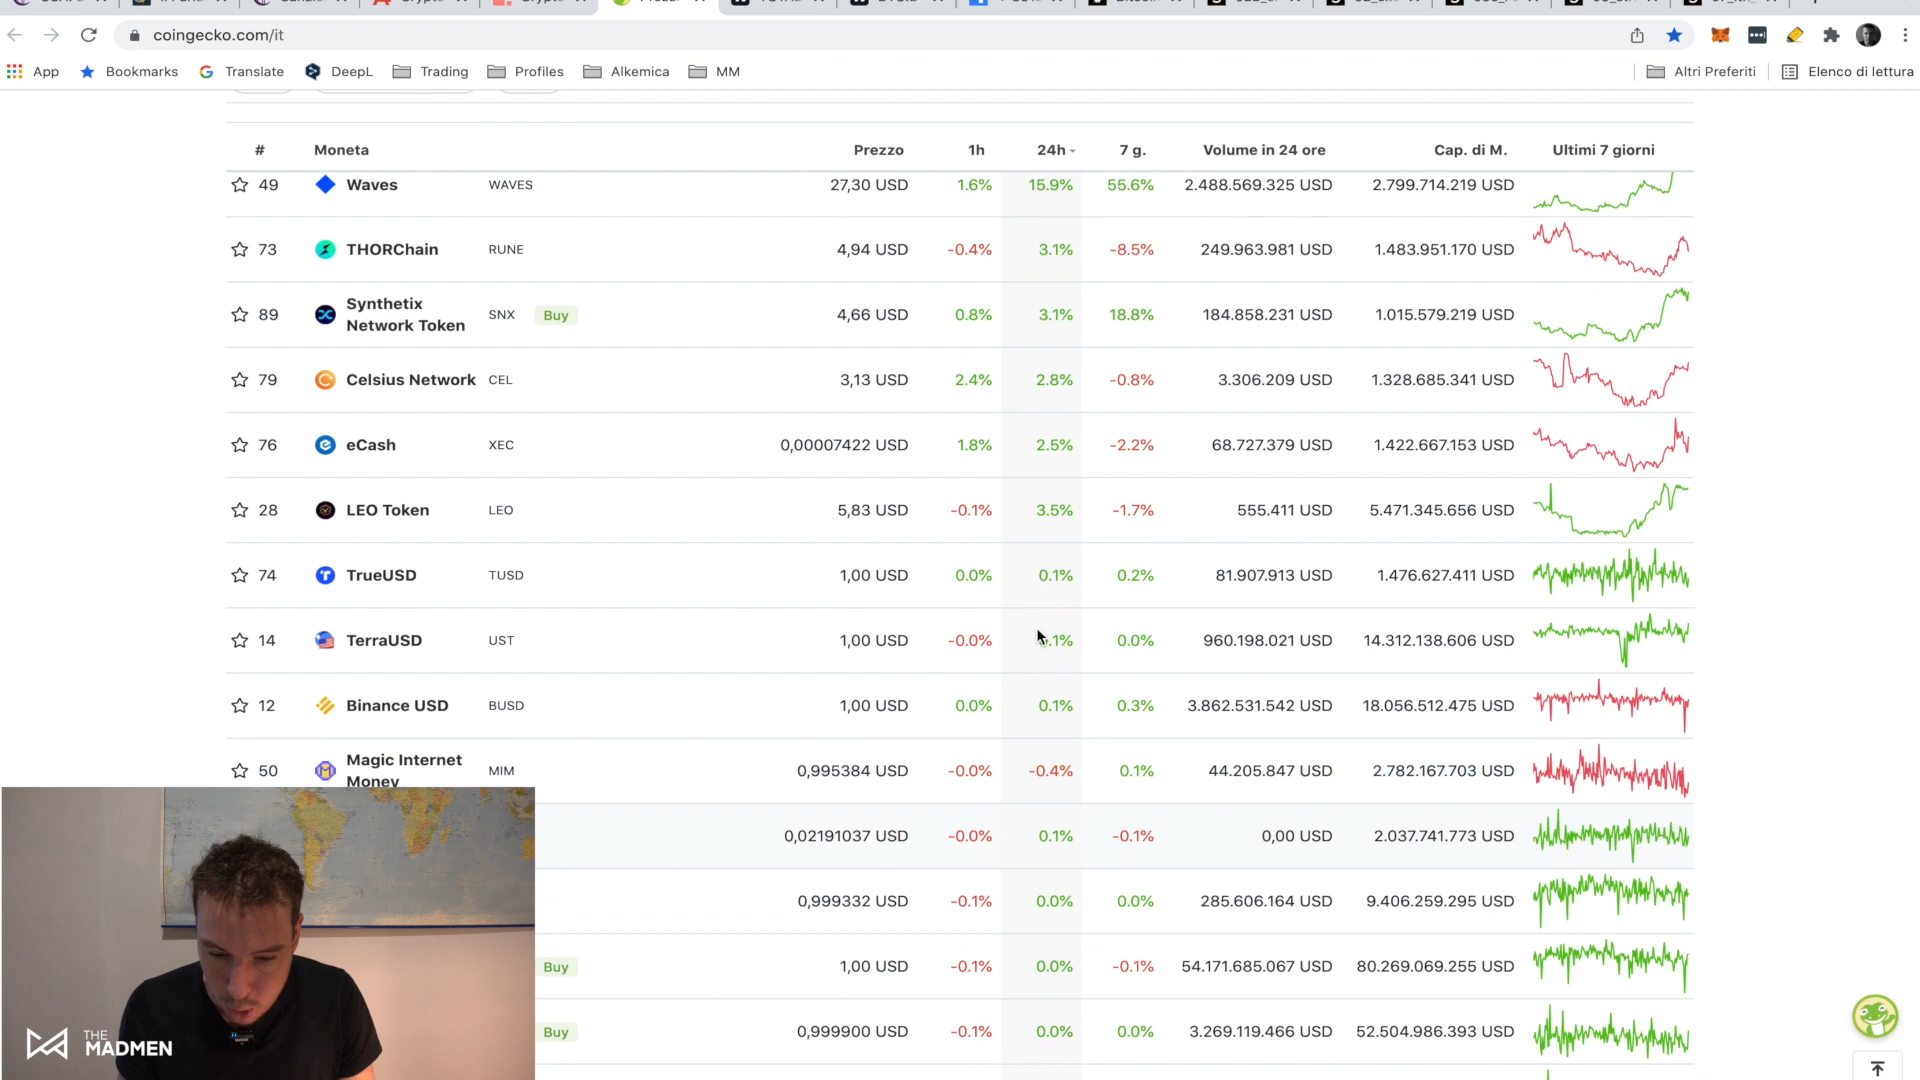 coingecko.com/it
App Bookmarks Translate DeepL Trading Profiles Alkemica MM Altri Preferiti Elenco di lettura
# Moneta Prezzo 1h 24h 7 g. Volume in 24 ore Cap. di M. Ultimi 7 giorni
49 Waves WAVES 27,30 USD 1.6% 15.9% 55.6% 2.488.569.325 USD 2.799.714.219 USD
73 THORChain RUNE 4,94 USD -0.4% 3.1% -8.5% 249.963.981 USD 1.483.951.170 USD
89 Synthetix Network Token SNX Buy 4,66 USD 0.8% 3.1% 18.8% 184.858.231 USD 1.015.579.219 USD
79 Celsius Network CEL 3,13 USD 2.4% 2.8% -0.8% 3.306.209 USD 1.328.685.341 USD
76 eCash XEC 0,00007422 USD 1.8% 2.5% -2.2% 68.727.379 USD 1.422.667.153 USD
28 LEO Token LEO 5,83 USD -0.1% 3.5% -1.7% 555.411 USD 5.471.345.656 USD
74 TrueUSD TUSD 1,00 USD 0.0% 0.1% 0.2% 81.907.913 USD 1.476.627.411 USD
14 TerraUSD UST 1,00 USD -0.0% .1% 0.0% 960.198.021 USD 14.312.138.606 USD
12 Binance USD BUSD 1,00 USD 0.0% 0.1% 0.3% 3.862.531.542 USD 18.056.512.475 USD
50 Magic Internet Money MIM 0,995384 USD -0.0% -0.4% 0.1% 44.205.847 USD 2.782.167.703 USD
0,02191037 USD -0.0% 0.1% -0.1% 0,00 USD 2.037.741.773 USD
0,999332 USD -0.1% 0.0% 0.0% 285.606.164 USD 9.406.259.295 USD
Buy 1,00 USD -0.1% 0.0% -0.1% 54.171.685.067 USD 80.269.069.255 USD
Buy 0,999900 USD -0.1% 0.0% 0.0% 3.269.119.466 USD 52.504.986.393 USD
THE
MADMEN